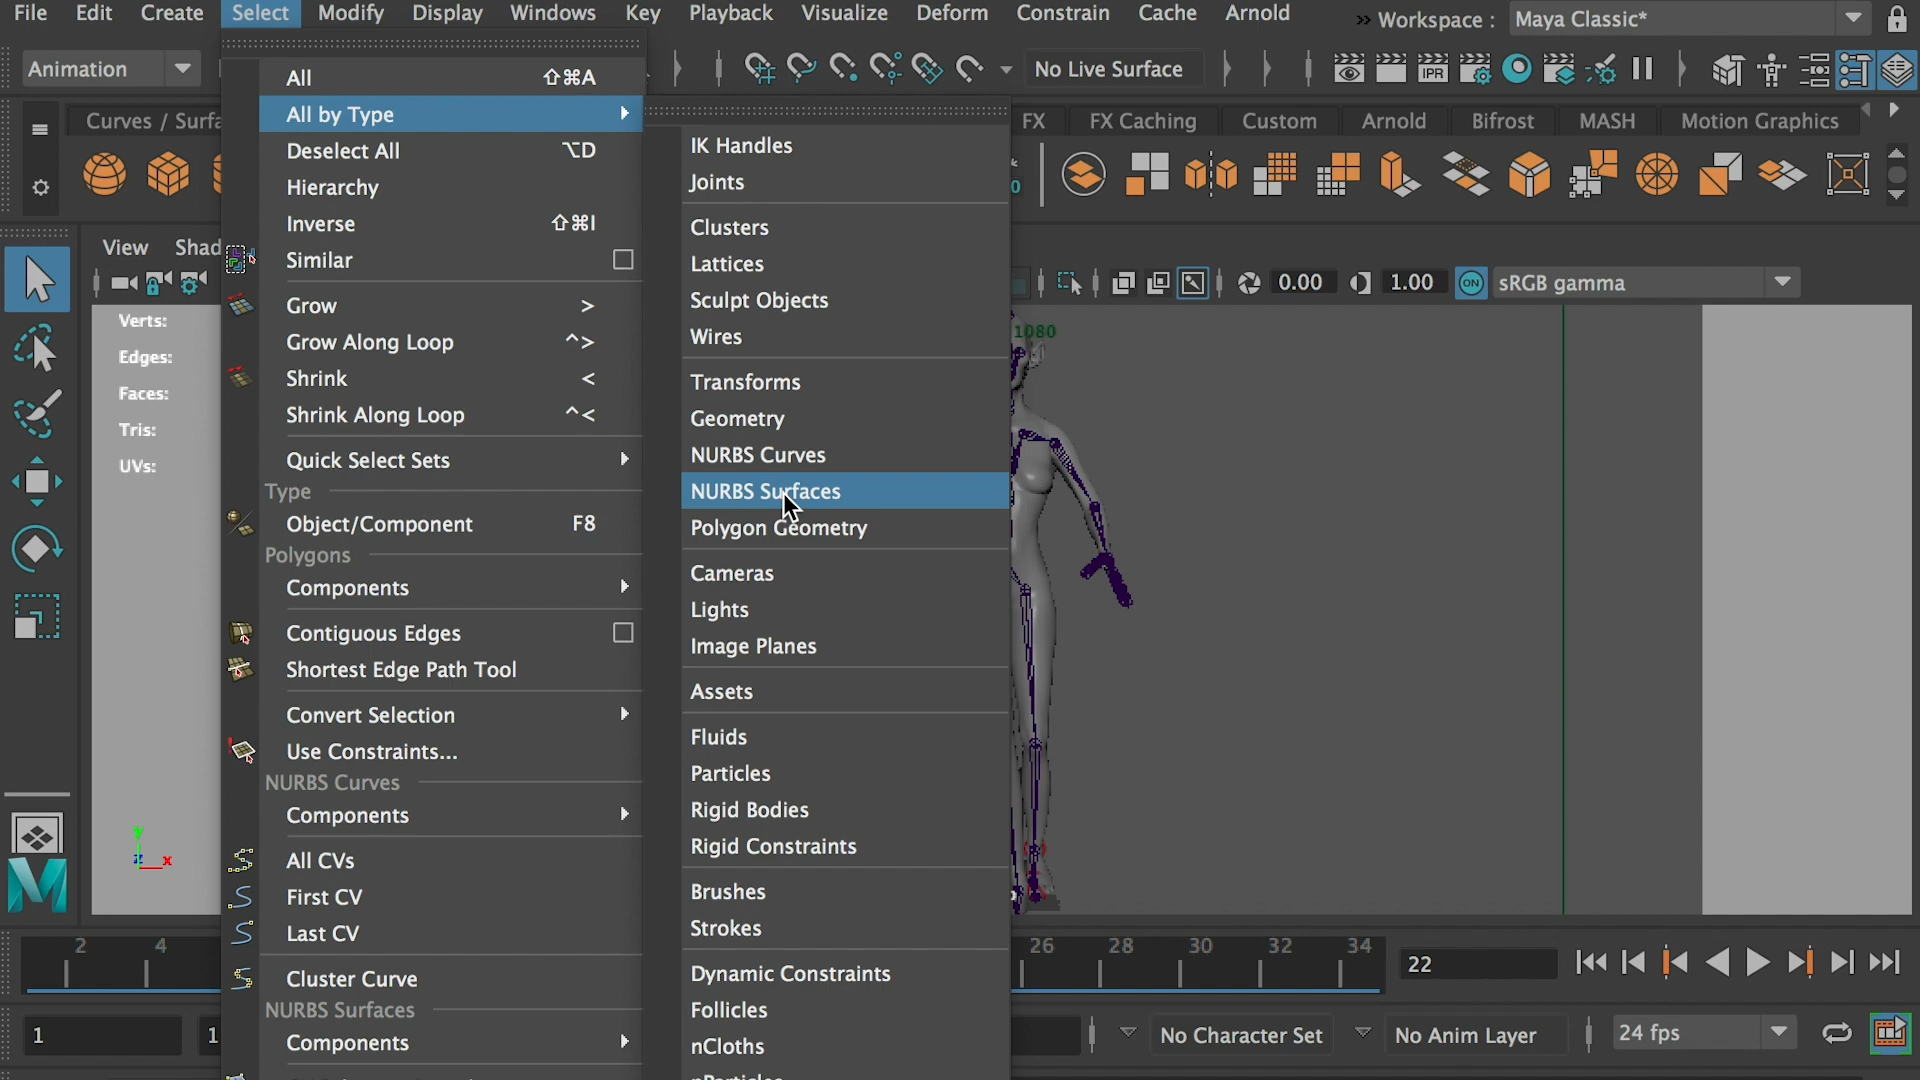 File Edit Create Select Modify Display Windows Key Playback Visualize Deform Constrain Cache Arnold » Workspace : Maya Classic*
Animation No Live Surface
IPR
Curves / Surfa FX FX Caching Custom Arnold Bifrost MASH Motion Graphics
View Shad 0.00 1.00 ON sRGB gamma
All ⇧⌘A
All by Type
Deselect All ⌥D
Hierarchy
Inverse ⇧⌘I
Similar
Grow >
Grow Along Loop ^>
Shrink <
Shrink Along Loop ^<
Quick Select Sets
Type
Object/Component F8
Polygons
Components
Contiguous Edges
Shortest Edge Path Tool
Convert Selection
Use Constraints...
NURBS Curves
Components
All CVs
First CV
Last CV
Cluster Curve
NURBS Surfaces
Components
IK Handles
Joints
Clusters
Lattices
Sculpt Objects
Wires
Transforms
Geometry
NURBS Curves
NURBS Surfaces
Polygon Geometry
Cameras
Lights
Image Planes
Assets
Fluids
Particles
Rigid Bodies
Rigid Constraints
Brushes
Strokes
Dynamic Constraints
Follicles
nCloths
nParticles
Verts:
Edges:
Faces:
Tris:
UVs:
1080
y
z x
2 4 26 28 30 32 34 22
1 1 No Character Set No Anim Layer 24 fps